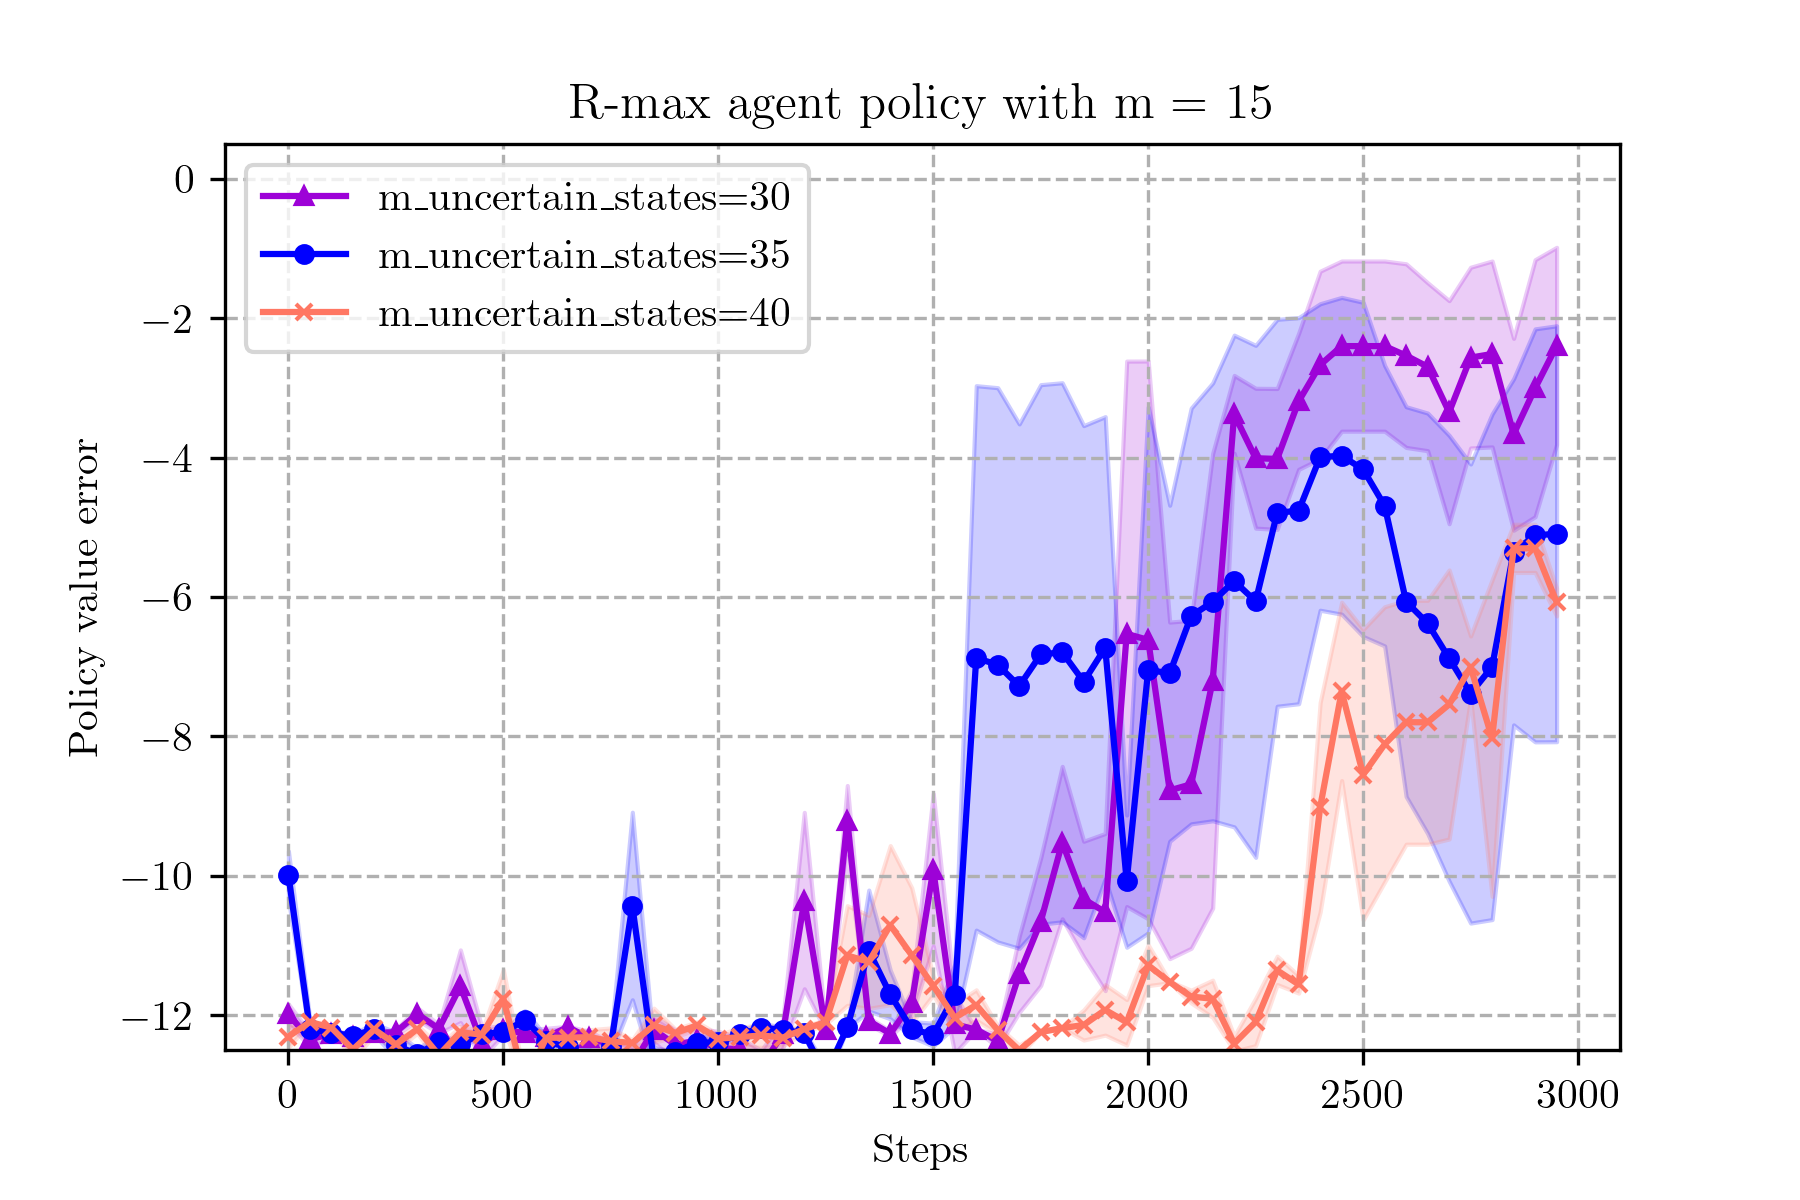 R-max agent policy with m = 15
m_uncertain_states=30
m_uncertain_states=35
m_uncertain_states=40
Policy value error
0
−2
−4
−6
−8
−10
−12
0 500 1000 1500 2000 2500 3000
Steps